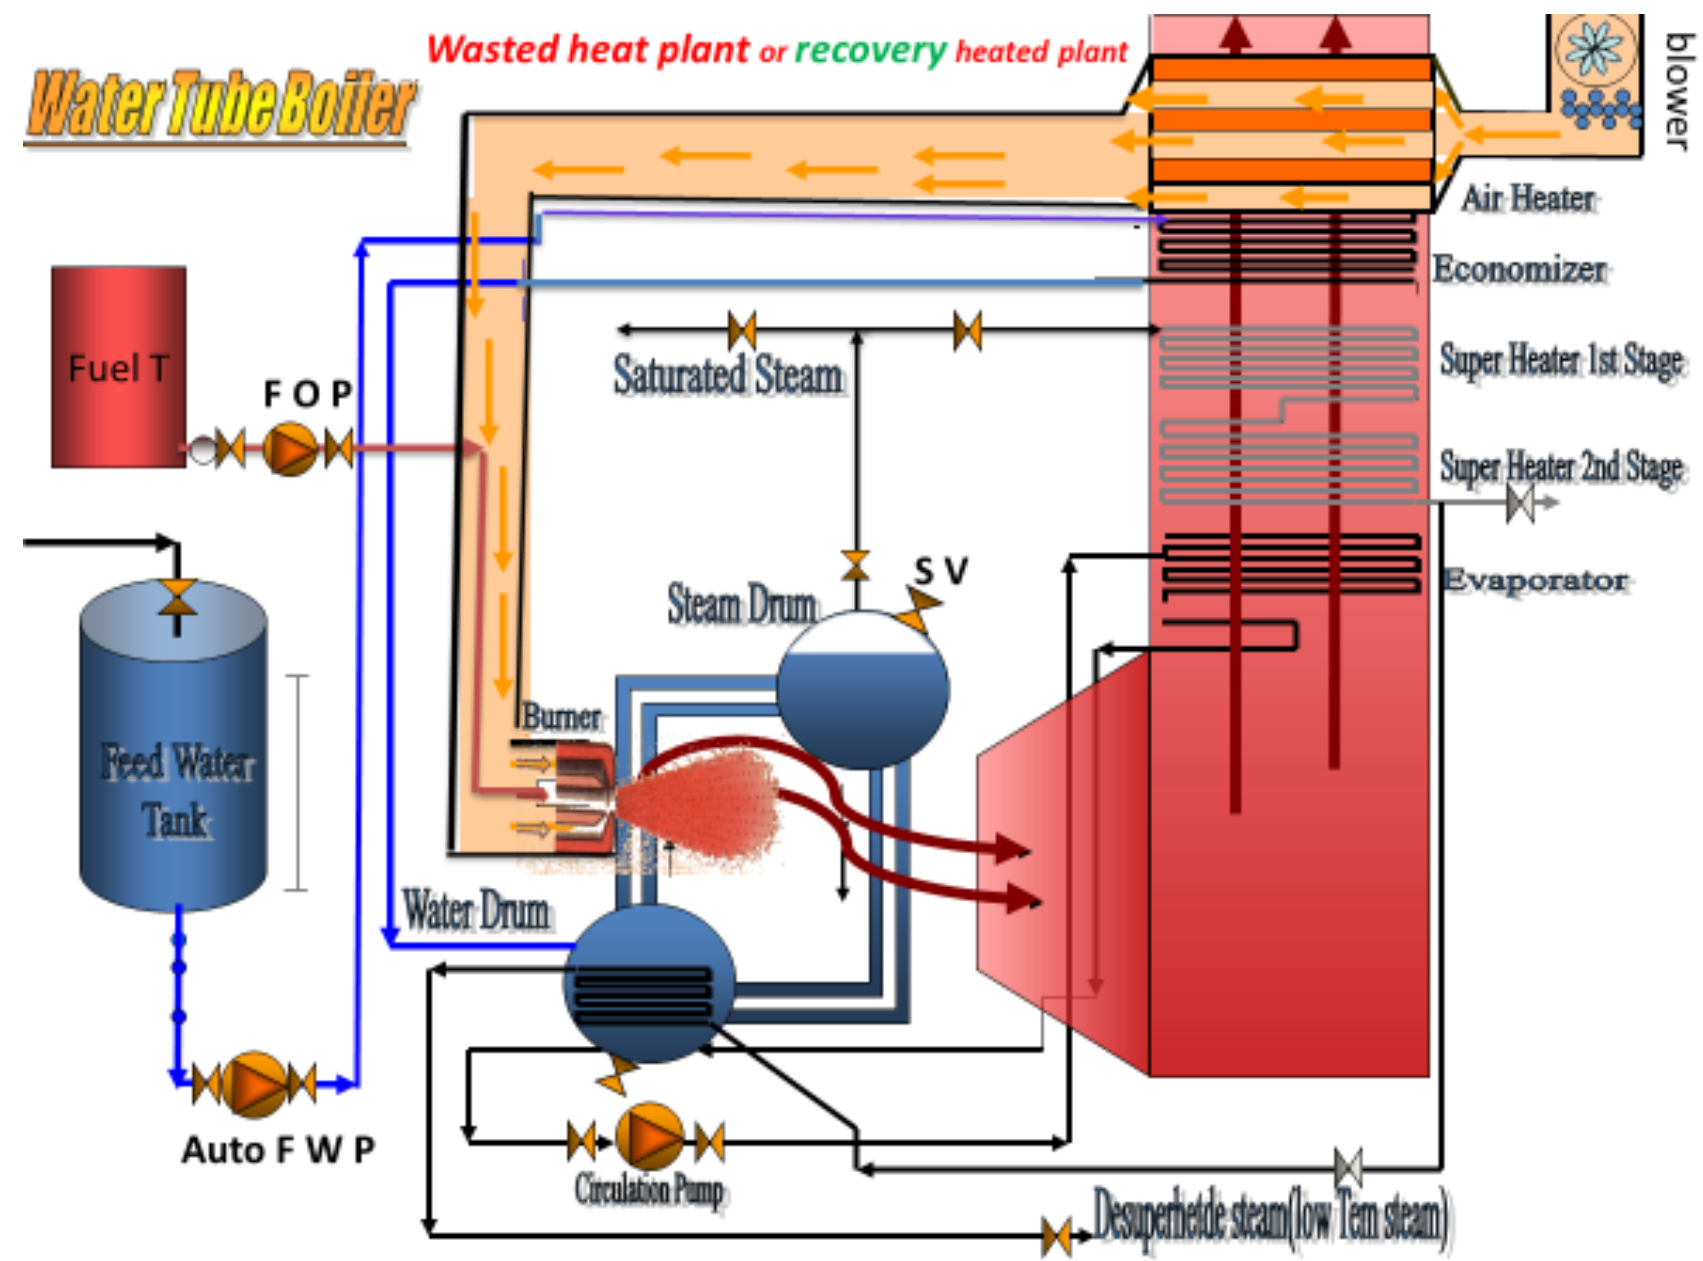 Wasted heat plant or recovery heated plant
Water Tube Boiler
blower
Air Heater
Economizer
Fuel T
F O P
Saturated Steam
Super Heater 1st Stage
Super Heater 2nd Stage
S V
Steam Drum
Evaporator
Burner
Feed Water
Tank
Water Drum
Auto F W P
Circulation Pump
Desuperhetde steam(low Tem steam)